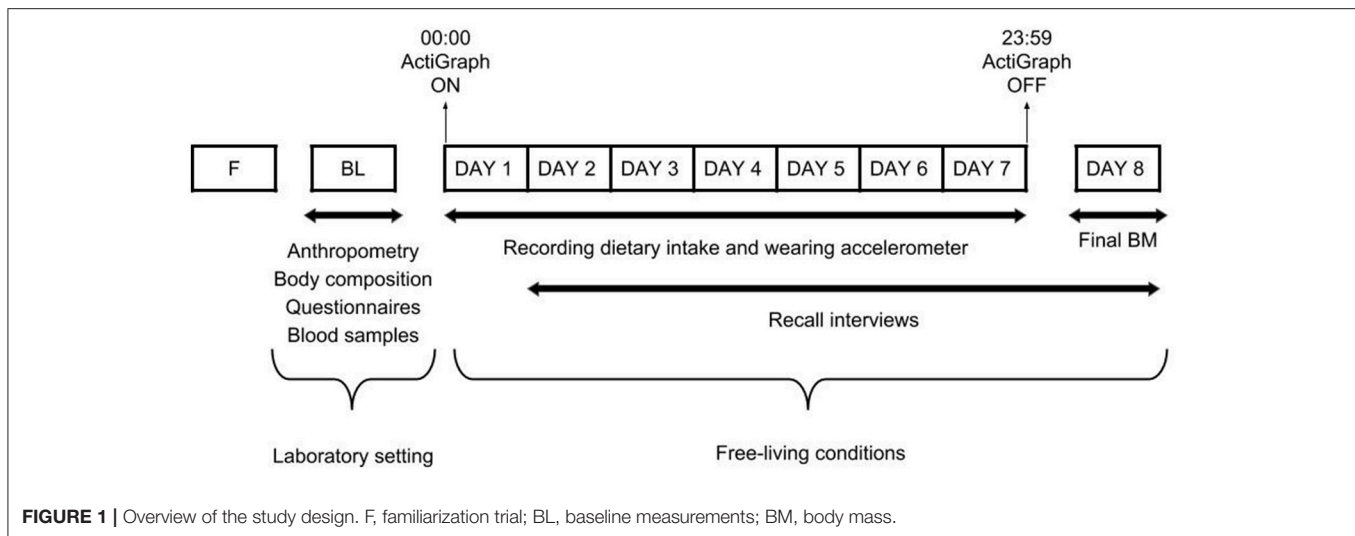 00:00
ActiGraph
ON
23:59
ActiGraph
OFF
F
BL
DAY 1
DAY 2
DAY 3
DAY 4
DAY 5
DAY 6
DAY 7
DAY 8
Anthropometry
Body composition
Questionnaires
Blood samples
Recording dietary intake and wearing accelerometer
Final BM
Recall interviews
Laboratory setting
Free-living conditions
FIGURE 1 | Overview of the study design. F, familiarization trial; BL, baseline measurements; BM, body mass.